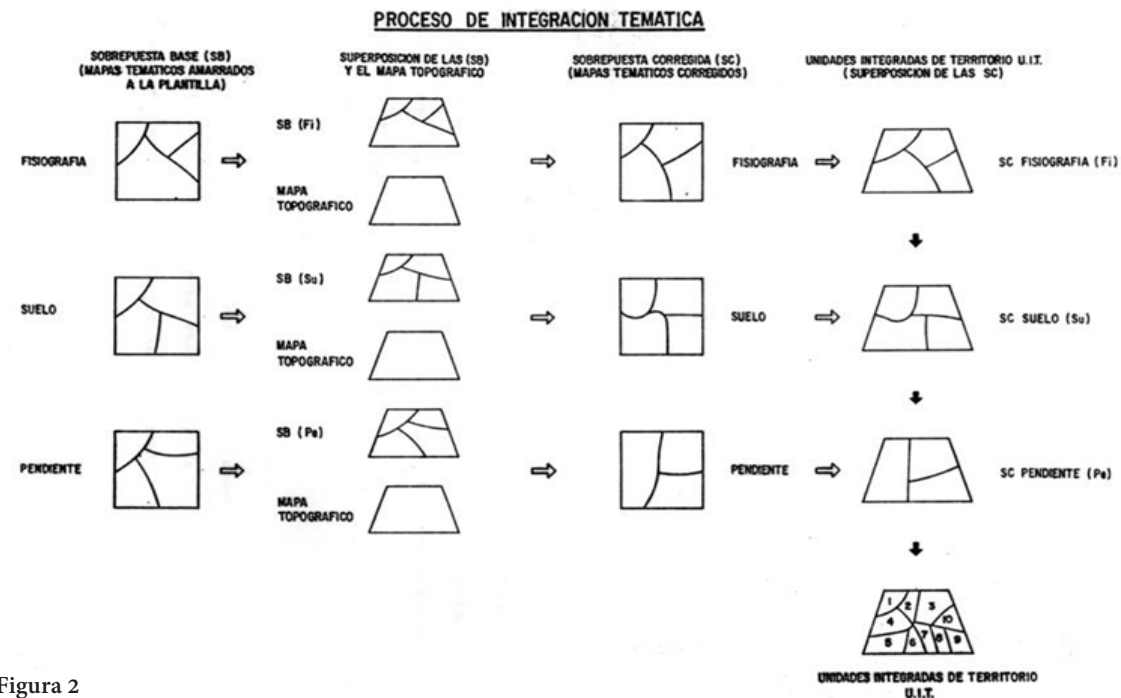 PROCESO DE INTEGRACION TEMATICA
SOBREPUESTA BASE (SB)
(MAPAS TEMATICOS AMARRADOS
A LA PLANTILLA)
SUPERPOSICION DE LAS (SB)
Y EL MAPA TOPOGRAFICO
SOBREPUESTA CORREGIDA (SC)
(MAPAS TEMATICOS CORREGIDOS)
UNIDADES INTEGRADAS DE TERRITORIO U.I.T.
(SUPERPOSICION DE LAS SC)
FISIOGRAFIA
SB (Fi)
MAPA
TOPOGRAFICO
FISIOGRAFIA
SC FISIOGRAFIA (Fi)
SUELO
SB (Su)
MAPA
TOPOGRAFICO
SUELO
SC SUELO (Su)
PENDIENTE
SB (Pe)
MAPA
TOPOGRAFICO
PENDIENTE
SC PENDIENTE (Pe)
1 2 3
4 10
5 6 7 8 9
UNIDADES INTEGRADAS DE TERRITORIO
U.I.T.
Figura 2